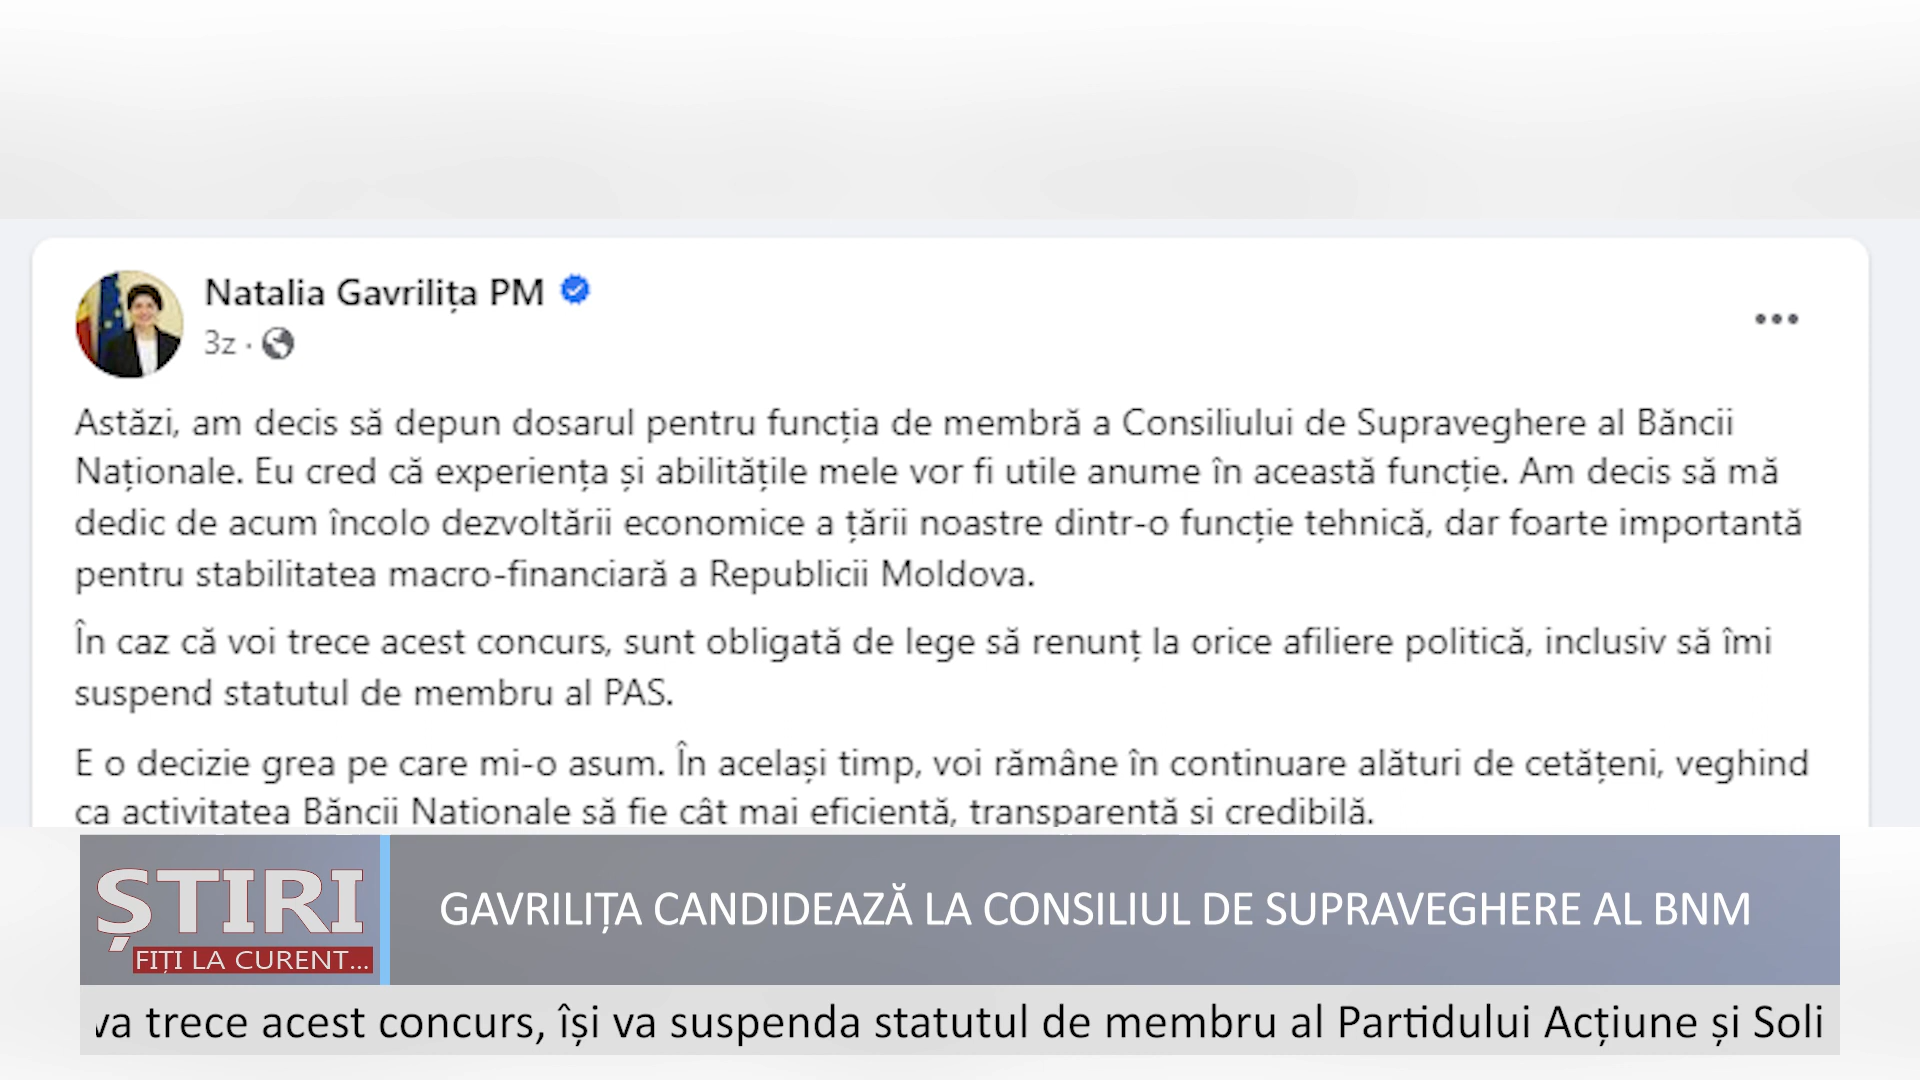 Natalia Gavrilița PM
3z ·
Astăzi, am decis să depun dosarul pentru funcția de membră a Consiliului de Supraveghere al Băncii
Naționale. Eu cred că experiența și abilitățile mele vor fi utile anume în această funcție. Am decis să mă
dedic de acum încolo dezvoltării economice a țării noastre dintr-o funcție tehnică, dar foarte importantă
pentru stabilitatea macro-financiară a Republicii Moldova.
În caz că voi trece acest concurs, sunt obligată de lege să renunț la orice afiliere politică, inclusiv să îmi
suspend statutul de membru al PAS.
E o decizie grea pe care mi-o asum. În același timp, voi rămâne în continuare alături de cetățeni, veghind
ca activitatea Băncii Naționale să fie cât mai eficientă, transparentă și credibilă.
ȘTIRI
FIȚI LA CURENT...
GAVRILIȚA CANDIDEAZĂ LA CONSILIUL DE SUPRAVEGHERE AL BNM
va trece acest concurs, își va suspenda statutul de membru al Partidului Acțiune și Soli